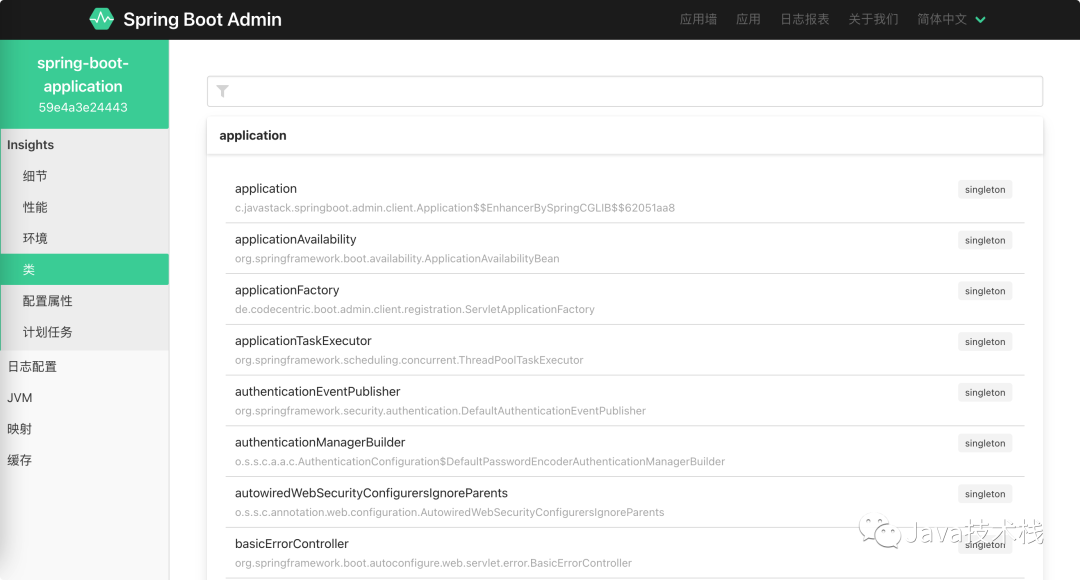 Spring Boot Admin
应用墙 应用 日志报表 关于我们 简体中文
spring-boot-
application
59e4a3e24443
Insights
细节
性能
环境
类
配置属性
计划任务
日志配置
JVM
映射
缓存
application
application singleton
c.javastack.springboot.admin.client.Application$$EnhancerBySpringCGLIB$$62051aa8
applicationAvailability singleton
org.springframework.boot.availability.ApplicationAvailabilityBean
applicationFactory singleton
de.codecentric.boot.admin.client.registration.ServletApplicationFactory
applicationTaskExecutor singleton
org.springframework.scheduling.concurrent.ThreadPoolTaskExecutor
authenticationEventPublisher singleton
org.springframework.security.authentication.DefaultAuthenticationEventPublisher
authenticationManagerBuilder singleton
o.s.s.c.a.a.c.AuthenticationConfiguration$DefaultPasswordEncoderAuthenticationManagerBuilder
autowiredWebSecurityConfigurersIgnoreParents singleton
o.s.s.c.annotation.web.configuration.AutowiredWebSecurityConfigurersIgnoreParents
basicErrorController singleton
org.springframework.boot.autoconfigure.web.servlet.error.BasicErrorController
Java技术栈